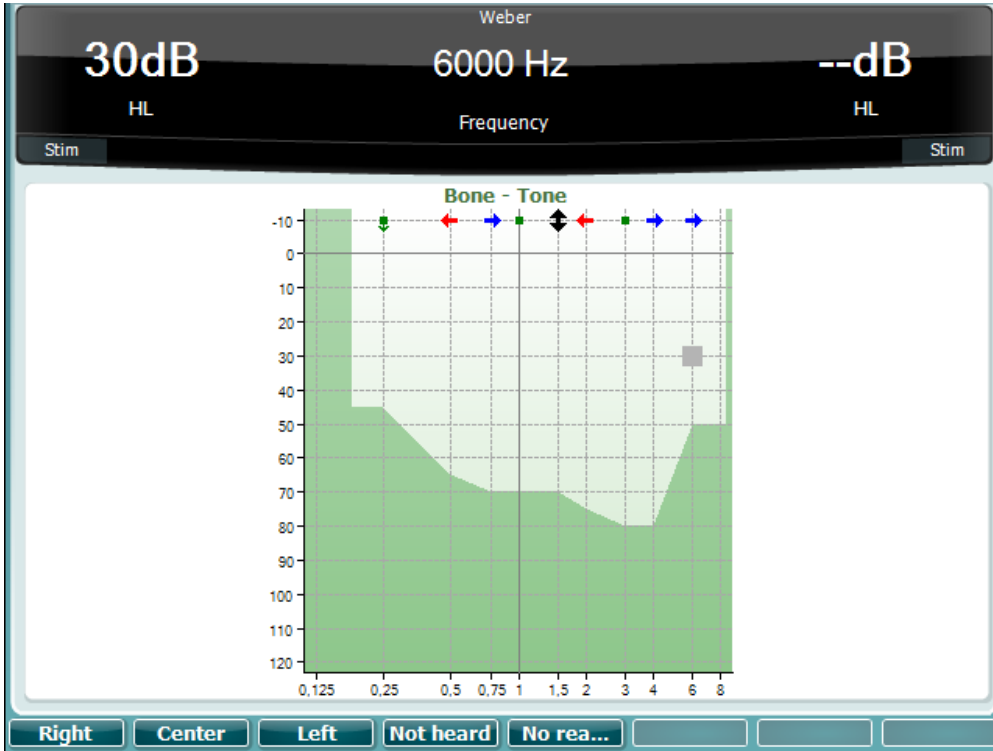 Weber
30dB
6000 Hz
--dB
HL
HL
Frequency
Stim
Stim
Bone - Tone
-10
0
10
20
30
40
50
60
70
80
90
100
110
120
0,125 0,25 0,5 0,75 1 1,5 2 3 4 6 8
Right Center Left Not heard No rea...